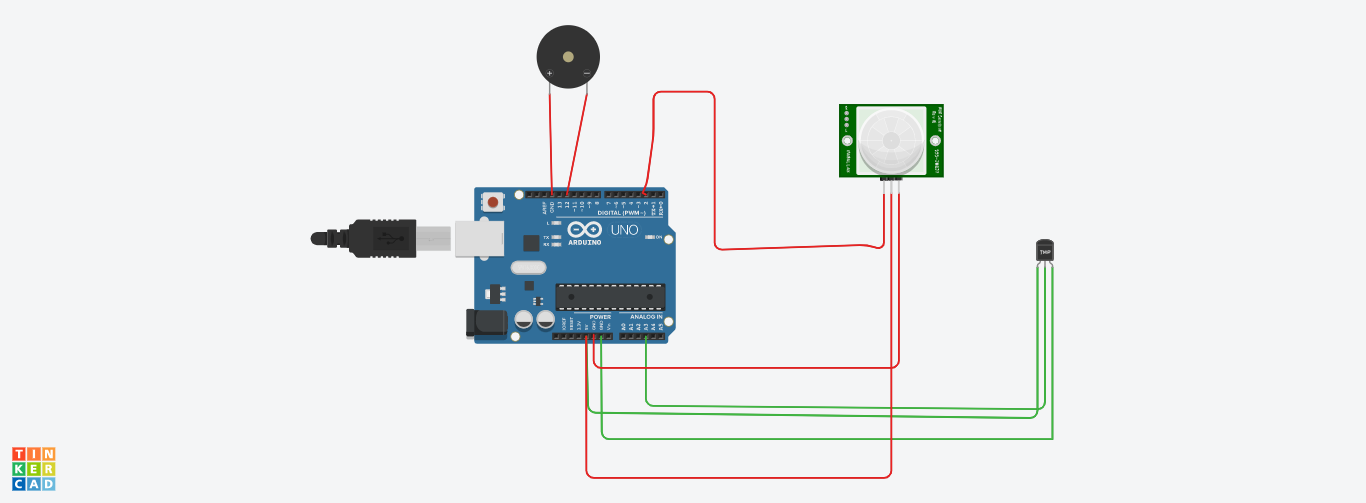 + −
AREF
GND
13
12
~11
~10
~9
8
7
~6
~5
4
~3
2
TX→1
RX←0
DIGITAL (PWM~)
L
TX
RX
ON
UNO
ARDUINO
TMP
POWER
ANALOG IN
IOREF
RESET
3.3V
5V
GND
GND
Vin
A0
A1
A2
A3
A4
A5
TIN
KER
CAD